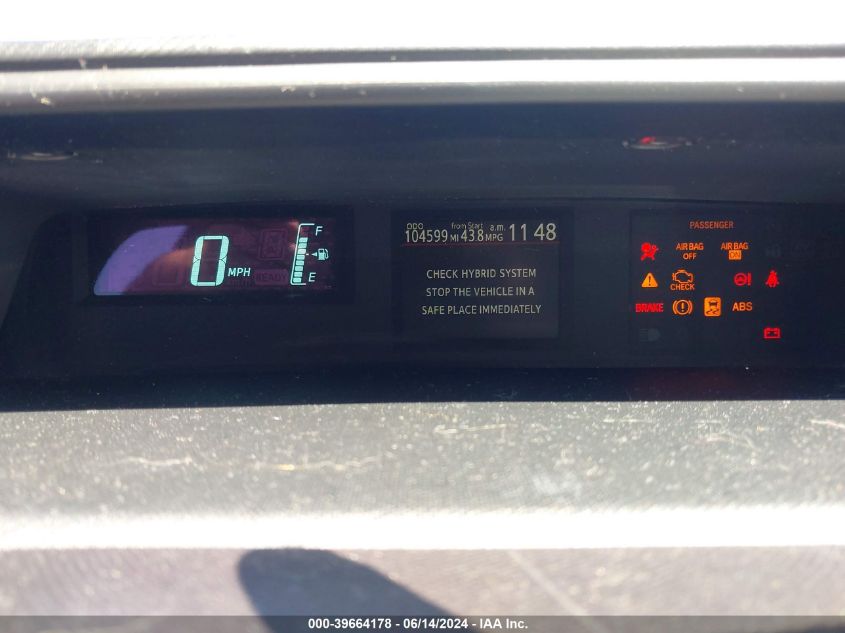 0 MPH
F
E
READY
ODO from Start a.m.
104599 MI 43.8 MPG 11 48
CHECK HYBRID SYSTEM
STOP THE VEHICLE IN A
SAFE PLACE IMMEDIATELY
PASSENGER
AIR BAG OFF
AIR BAG ON
CHECK
BRAKE
ABS
000-39664178 - 06/14/2024 - IAA Inc.